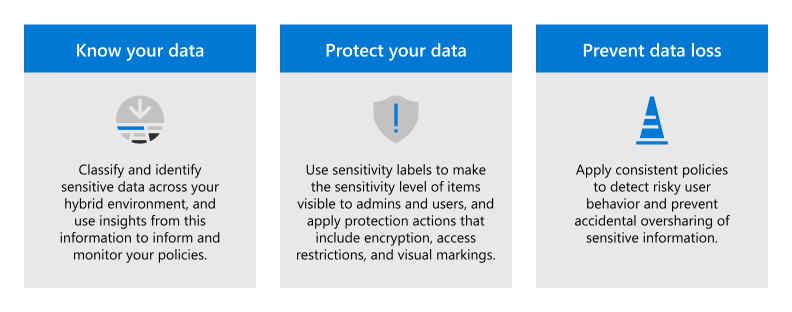 Know your data
Classify and identify
sensitive data across your
hybrid environment, and
use insights from this
information to inform and
monitor your policies.
Protect your data
Use sensitivity labels to make
the sensitivity level of items
visible to admins and users, and
apply protection actions that
include encryption, access
restrictions, and visual markings.
Prevent data loss
Apply consistent policies
to detect risky user
behavior and prevent
accidental oversharing of
sensitive information.